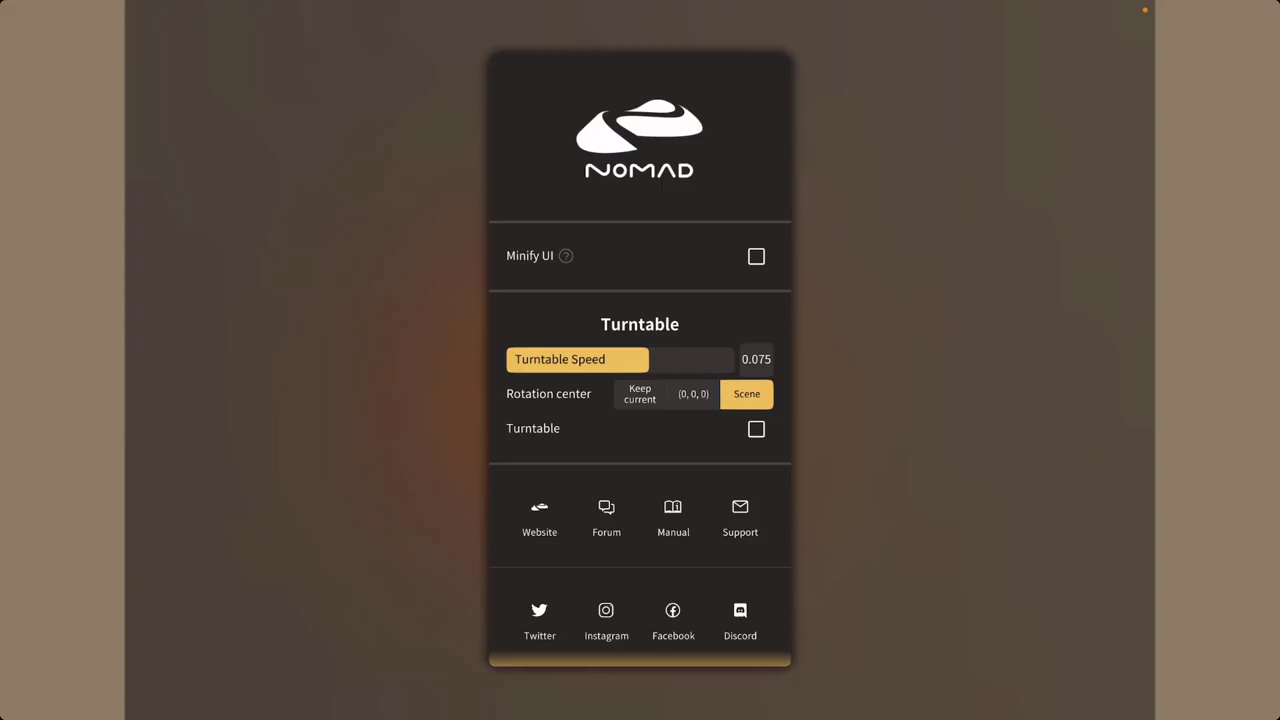 NOMAD
Minify UI ?
Turntable
Turntable Speed 0.075
Rotation center Keep current (0, 0, 0) Scene
Turntable
Website Forum Manual Support
Twitter Instagram Facebook Discord